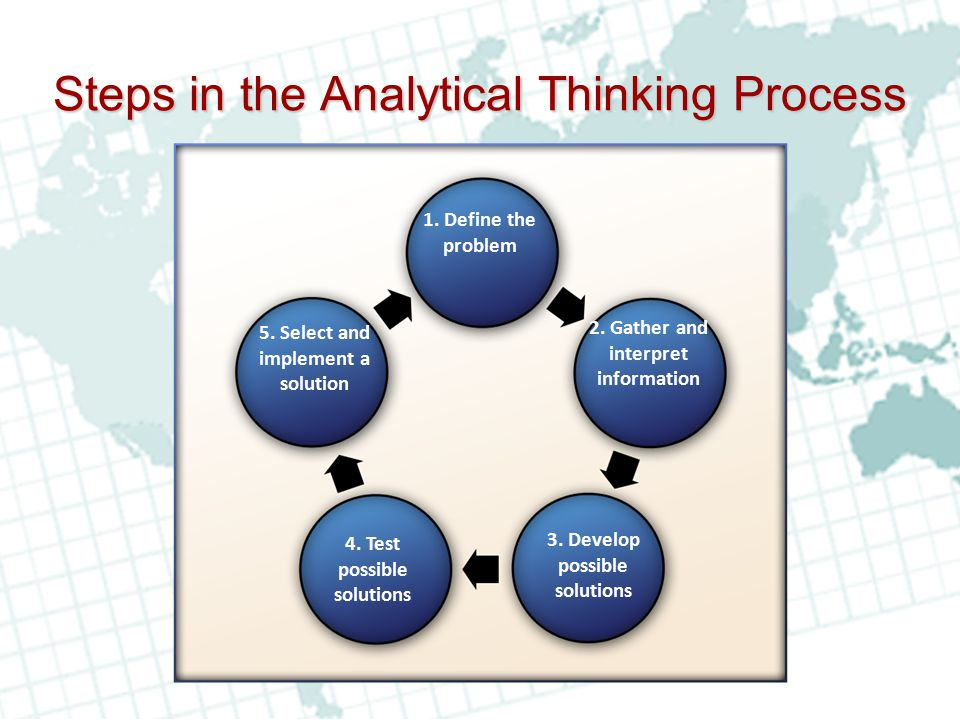 Steps in the Analytical Thinking Process
1. Define the
problem
2. Gather and
interpret
information
3. Develop
possible
solutions
4. Test
possible
solutions
5. Select and
implement a
solution